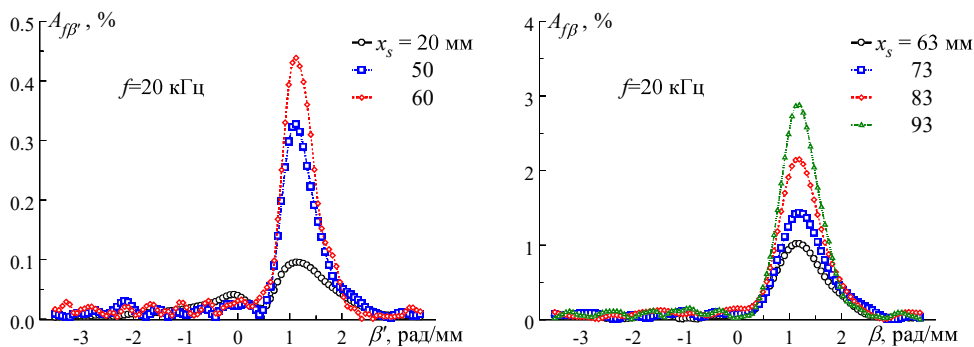 A_fβ′ , %
0.5
0.4
0.3
0.2
0.1
0.0
-3 -2 -1 0 1 2
β′, рад/мм
f=20 кГц
x_s = 20 мм
50
60
A_fβ , %
4
3
2
1
0
-3 -2 -1 0 1 2
β, рад/мм
f=20 кГц
x_s = 63 мм
73
83
93